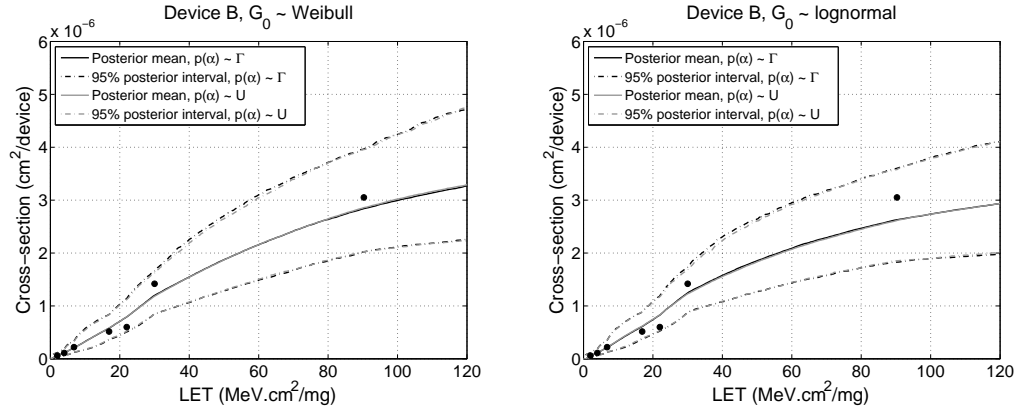 Device B, G_0 ~ Weibull
x 10^-6
Posterior mean, p(α) ~ Γ
95% posterior interval, p(α) ~ Γ
Posterior mean, p(α) ~ U
95% posterior interval, p(α) ~ U
Cross−section (cm^2/device)
6
5
4
3
2
1
0
0 20 40 60 80 100 120
LET (MeV.cm^2/mg)
Device B, G_0 ~ lognormal
x 10^-6
Posterior mean, p(α) ~ Γ
95% posterior interval, p(α) ~ Γ
Posterior mean, p(α) ~ U
95% posterior interval, p(α) ~ U
Cross−section (cm^2/device)
6
5
4
3
2
1
0
0 20 40 60 80 100 120
LET (MeV.cm^2/mg)